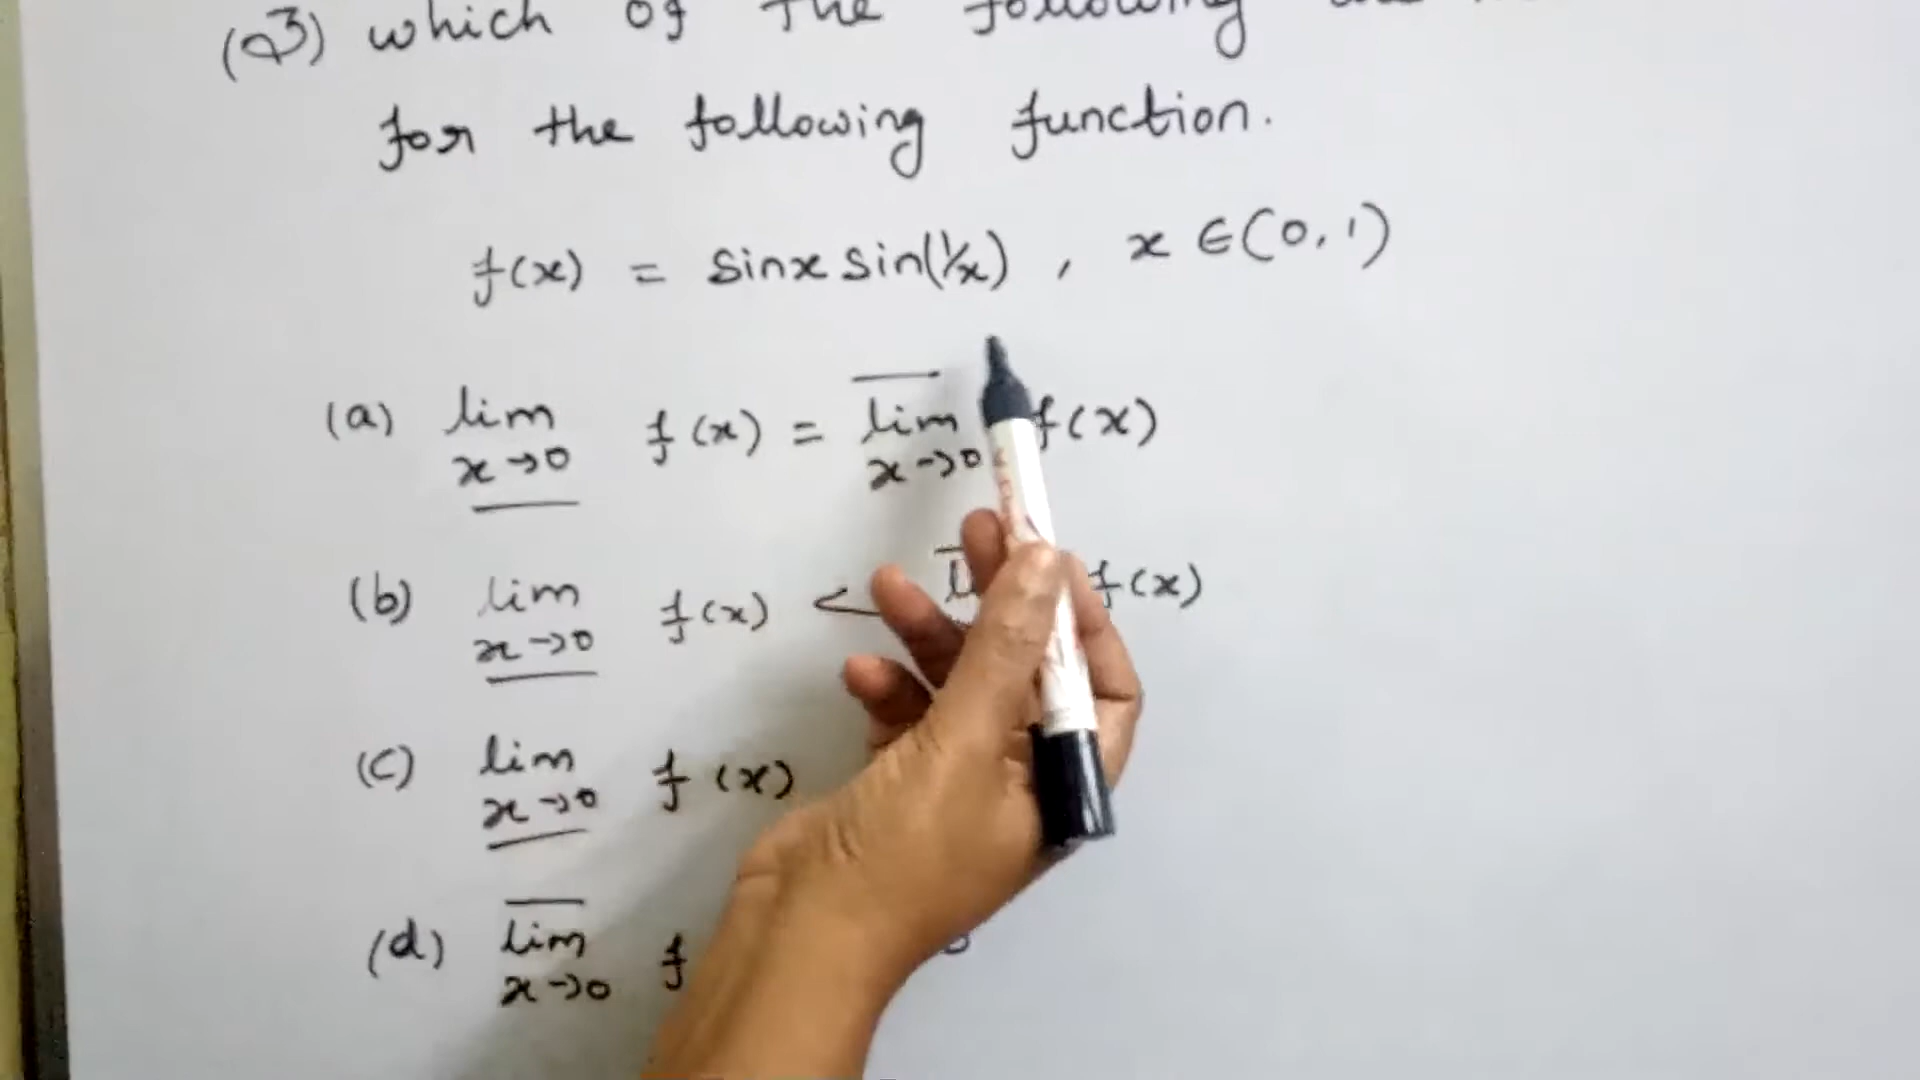 (Q3) which of the following
for the following function.
f(x) = sinx sin(1/x) , x ∈ (0,1)
(a) lim f(x) = lim f(x)
x→0 x→0
(b) lim f(x) < f(x)
x→0
(c) lim f(x)
x→0
(d) lim f
x→0